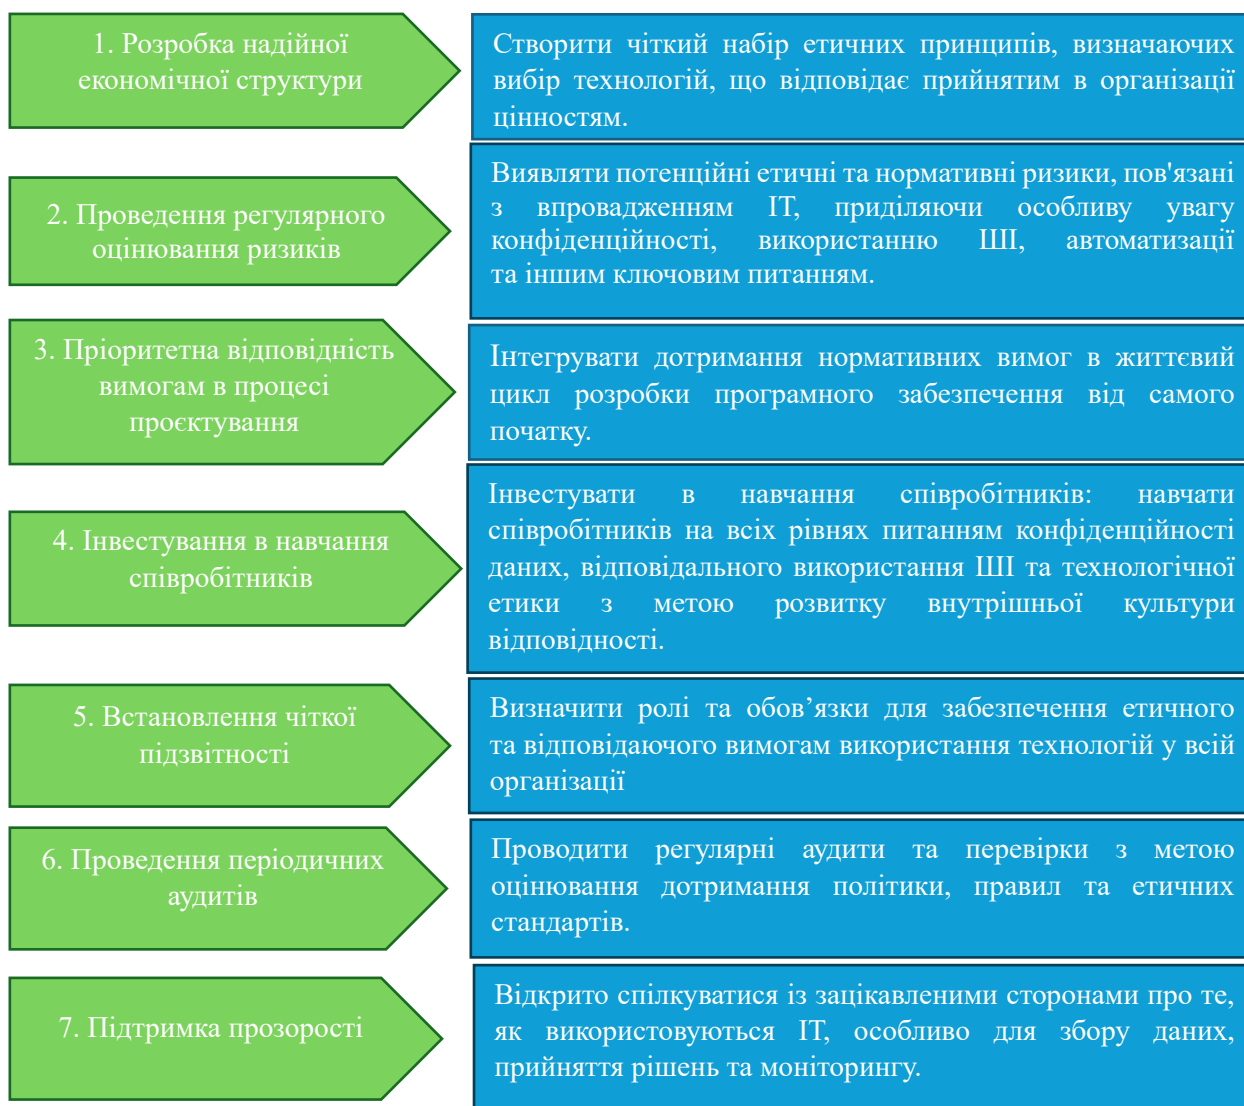 1. Розробка надійної
економічної структури
Створити чіткий набір етичних принципів, визначаючих
вибір технологій, що відповідає прийнятим в організації
цінностям.
2. Проведення регулярного
оцінювання ризиків
Виявляти потенційні етичні та нормативні ризики, пов'язані
з впровадженням ІТ, приділяючи особливу увагу
конфіденційності, використанню ШІ, автоматизації
та іншим ключовим питанням.
3. Пріоритетна відповідність
вимогам в процесі
проєктування
Інтегрувати дотримання нормативних вимог в життєвий
цикл розробки програмного забезпечення від самого
початку.
4. Інвестування в навчання
співробітників
Інвестувати в навчання співробітників: навчати
співробітників на всіх рівнях питанням конфіденційності
даних, відповідального використання ШІ та технологічної
етики з метою розвитку внутрішньої культури
відповідності.
5. Встановлення чіткої
підзвітності
Визначити ролі та обов’язки для забезпечення етичного
та відповідаючого вимогам використання технологій у всій
організації
6. Проведення періодичних
аудитів
Проводити регулярні аудити та перевірки з метою
оцінювання дотримання політики, правил та етичних
стандартів.
7. Підтримка прозорості
Відкрито спілкуватися із зацікавленими сторонами про те,
як використовуються ІТ, особливо для збору даних,
прийняття рішень та моніторингу.